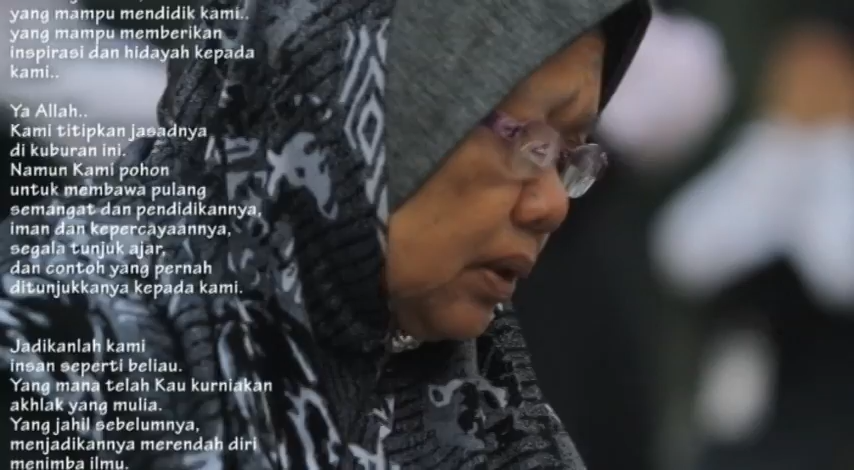 yang mampu mendidik kami..
yang mampu memberikan
inspirasi dan hidayah kepada
kami..
Ya Allah..
Kami titipkan jasadnya
di kuburan ini.
Namun Kami pohon
untuk membawa pulang
semangat dan pendidikannya,
iman dan kepercayaannya,
segala tunjuk ajar,
dan contoh yang pernah
ditunjukkanya kepada kami.
Jadikanlah kami
insan seperti beliau.
Yang mana telah Kau kurniakan
akhlak yang mulia.
Yang jahil sebelumnya,
menjadikannya merendah diri
menimba ilmu.